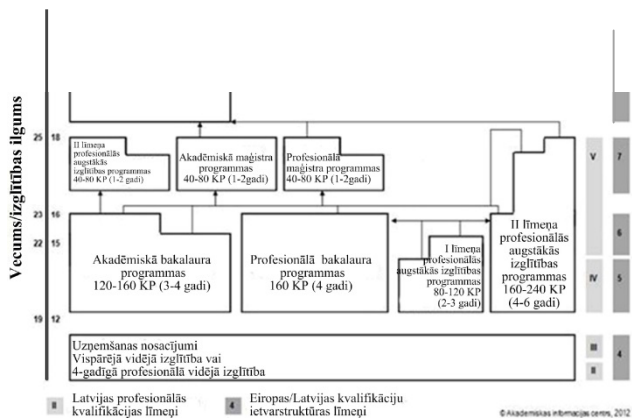 Vecums/izglītības ilgums
25 18
23 16
22 15
19 12
II līmeņa
profesionālās
augstākās
izglītības programmas
40-80 KP (1-2 gadi)
Akadēmiskā maģistra
programmas
40-80 KP (1-2gadi)
Profesionālā
maģistra programmas
40-80 KP (1-2gadi)
Akadēmiskā bakalaura
programmas
120-160 KP (3-4 gadi)
Profesionālā bakalaura
programmas
160 KP (4 gadi)
I līmeņa
profesionālās
augstākās izglītības
programmas
80-120 KP
(2-3 gadi)
II līmeņa
profesionālās
augstākās
izglītības
programmas
160-240 KP
(4-6 gadi)
V
IV
III
II
7
6
5
4
Uzņemšanas nosacījumi
Vispārējā vidējā izglītība vai
4-gadīgā profesionālā vidējā izglītība
II Latvijas profesionālās
kvalifikācijas līmeņi
4 Eiropas/Latvijas kvalifikāciju
ietvarstruktūras līmeņi
© Akadēmiskas informācijas centrs, 2012